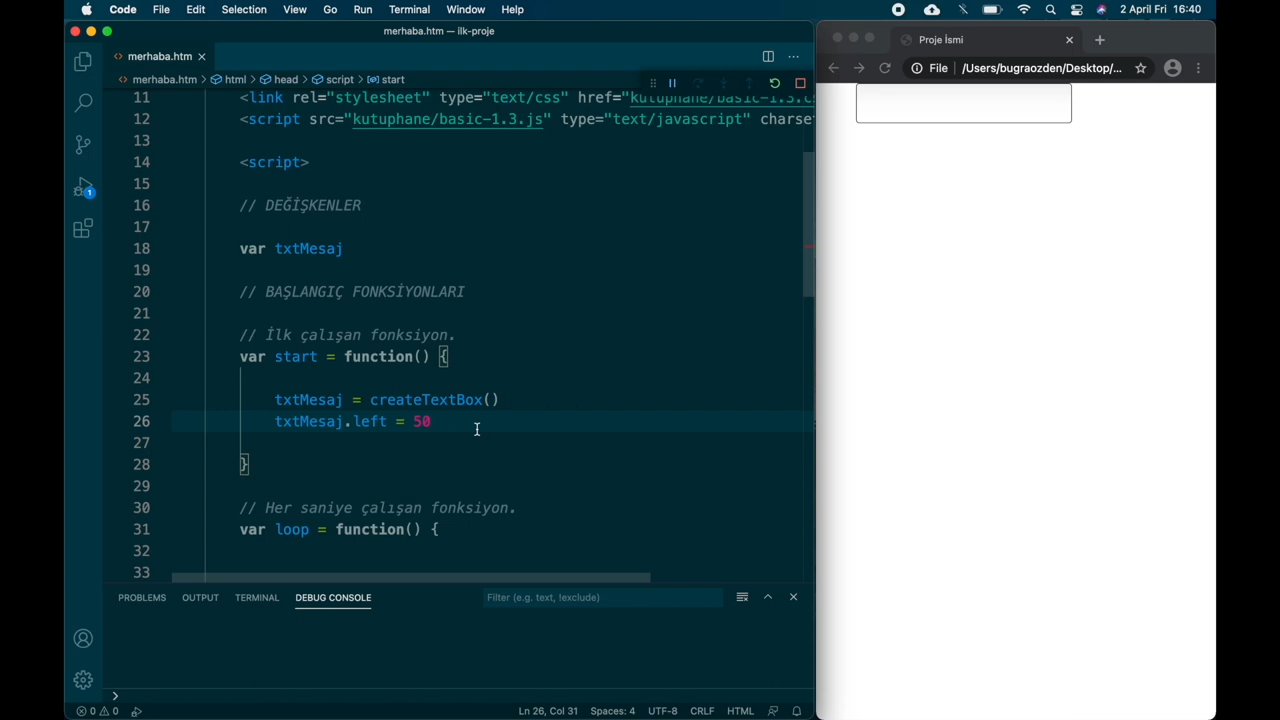 Code File Edit Selection View Go Run Terminal Window Help 2 April Fri 16:40
merhaba.htm — ilk-proje
merhaba.htm
merhaba.htm > html > head > script > start
11 <link rel="stylesheet" type="text/css" href="kutuphane/basic-1.3.c
12 <script src="kutuphane/basic-1.3.js" type="text/javascript" charset
13
14 <script>
15
16 // DEĞİŞKENLER
17
18 var txtMesaj
19
20 // BAŞLANGIÇ FONKSİYONLARI
21
22 // İlk çalışan fonksiyon.
23 var start = function() {
24
25 txtMesaj = createTextBox()
26 txtMesaj.left = 50
27
28 }
29
30 // Her saniye çalışan fonksiyon.
31 var loop = function() {
32
33
1
PROBLEMS OUTPUT TERMINAL DEBUG CONSOLE Filter (e.g. text, !exclude)
>
0 0 Ln 26, Col 31 Spaces: 4 UTF-8 CRLF HTML
Proje İsmi
File | /Users/bugraozden/Desktop/...